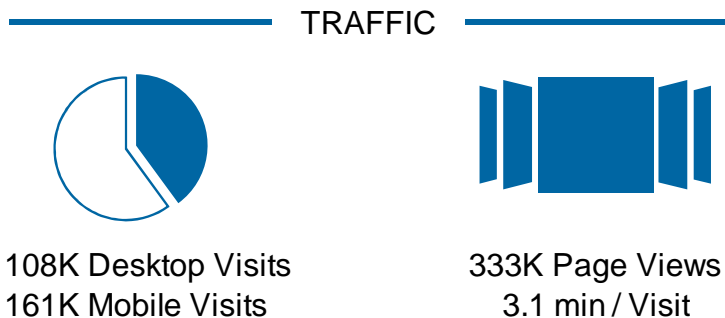 TRAFFIC
108K Desktop Visits
161K Mobile Visits
333K Page Views
3.1 min / Visit